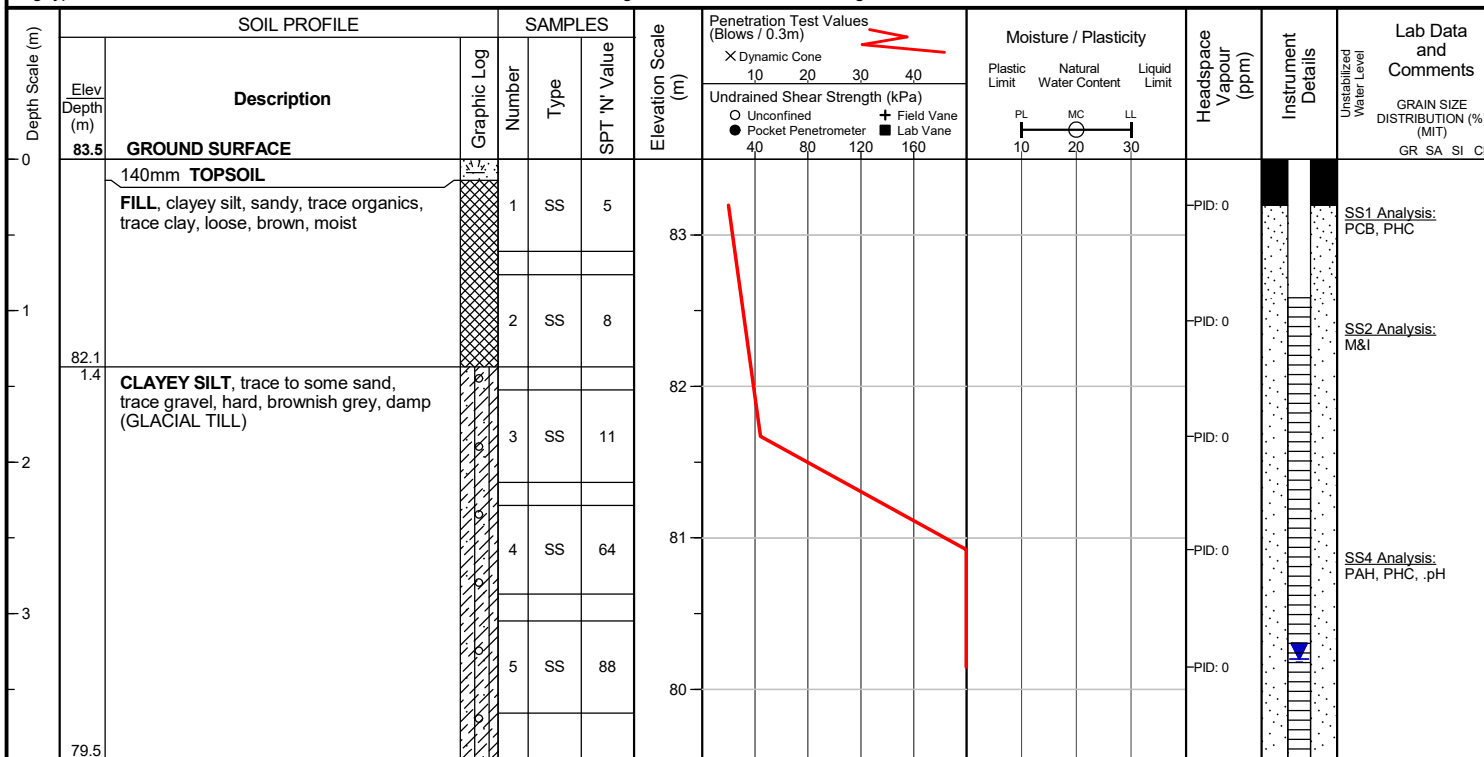 SOIL PROFILE
SAMPLES
Depth Scale (m)
Elev
Depth
(m)
Description
Graphic Log
Number
Type
SPT 'N' Value
Elevation Scale
(m)
Penetration Test Values
(Blows / 0.3m)
× Dynamic Cone
10 20 30 40
Undrained Shear Strength (kPa)
Unconfined
Field Vane
Pocket Penetrometer
Lab Vane
40 80 120 160
Moisture / Plasticity
Plastic
Limit
Natural
Water Content
Liquid
Limit
PL MC LL
10 20 30
Headspace
Vapour
(ppm)
Instrument
Details
Unstabilized
Water Level
Lab Data
and
Comments
GRAIN SIZE
DISTRIBUTION (%
(MIT)
GR SA SI
83.5 GROUND SURFACE
0
140mm TOPSOIL
FILL, clayey silt, sandy, trace organics,
trace clay, loose, brown, moist
1 SS 5
PID: 0
SS1 Analysis:
PCB, PHC
83
1
2 SS 8
PID: 0
SS2 Analysis:
M&I
82.1
1.4
82
CLAYEY SILT, trace to some sand,
trace gravel, hard, brownish grey, damp
(GLACIAL TILL)
3 SS 11
PID: 0
2
81
4 SS 64
PID: 0
SS4 Analysis:
PAH, PHC, .pH
3
5 SS 88
PID: 0
80
79.5